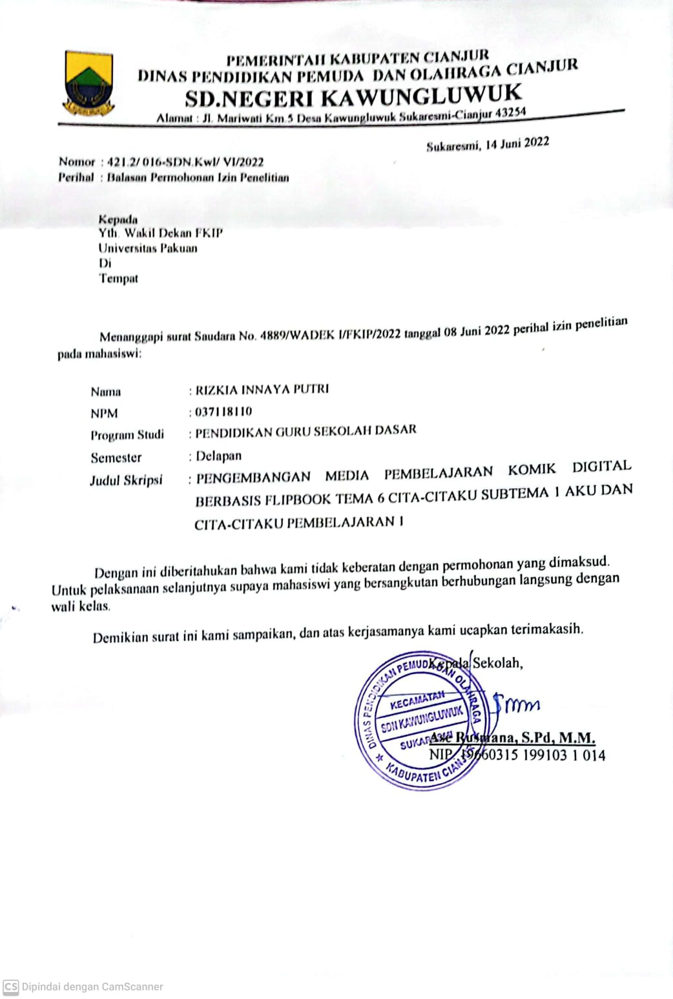 PEMERINTAH KABUPATEN CIANJUR
DINAS PENDIDIKAN PEMUDA DAN OLAHRAGA CIANJUR
SD.NEGERI KAWUNGLUWUK
Alamat : Jl. Mariwati Km.5 Desa Kawungluwuk Sukaresmi-Cianjur 43254
Sukaresmi, 14 Juni 2022
Nomor : 421.2/ 016-SDN.Kwl/ VI/2022
Perihal : Balasan Permohonan Izin Penelitian
Kepada
Yth. Wakil Dekan FKIP
Universitas Pakuan
Di
Tempat
Menanggapi surat Saudara No. 4889/WADEK I/FKIP/2022 tanggal 08 Juni 2022 perihal izin penelitian
pada mahasiswi:
Nama : RIZKIA INNAYA PUTRI
NPM : 037118110
Program Studi : PENDIDIKAN GURU SEKOLAH DASAR
Semester : Delapan
Judul Skripsi : PENGEMBANGAN MEDIA PEMBELAJARAN KOMIK DIGITAL
BERBASIS FLIPBOOK TEMA 6 CITA-CITAKU SUBTEMA 1 AKU DAN
CITA-CITAKU PEMBELAJARAN 1
Dengan ini diberitahukan bahwa kami tidak keberatan dengan permohonan yang dimaksud.
Untuk pelaksanaan selanjutnya supaya mahasiswi yang bersangkutan berhubungan langsung dengan
wali kelas.
Demikian surat ini kami sampaikan, dan atas kerjasamanya kami ucapkan terimakasih.
Kepala Sekolah,
DINAS PENDIDIKAN PEMUDA DAN OLAHRAGA
KECAMATAN
SDN KAWUNGLUWUK
KABUPATEN CIANJUR
Ase Rusmana, S.Pd, M.M.
NIP. 19660315 199103 1 014
CS Dipindai dengan CamScanner